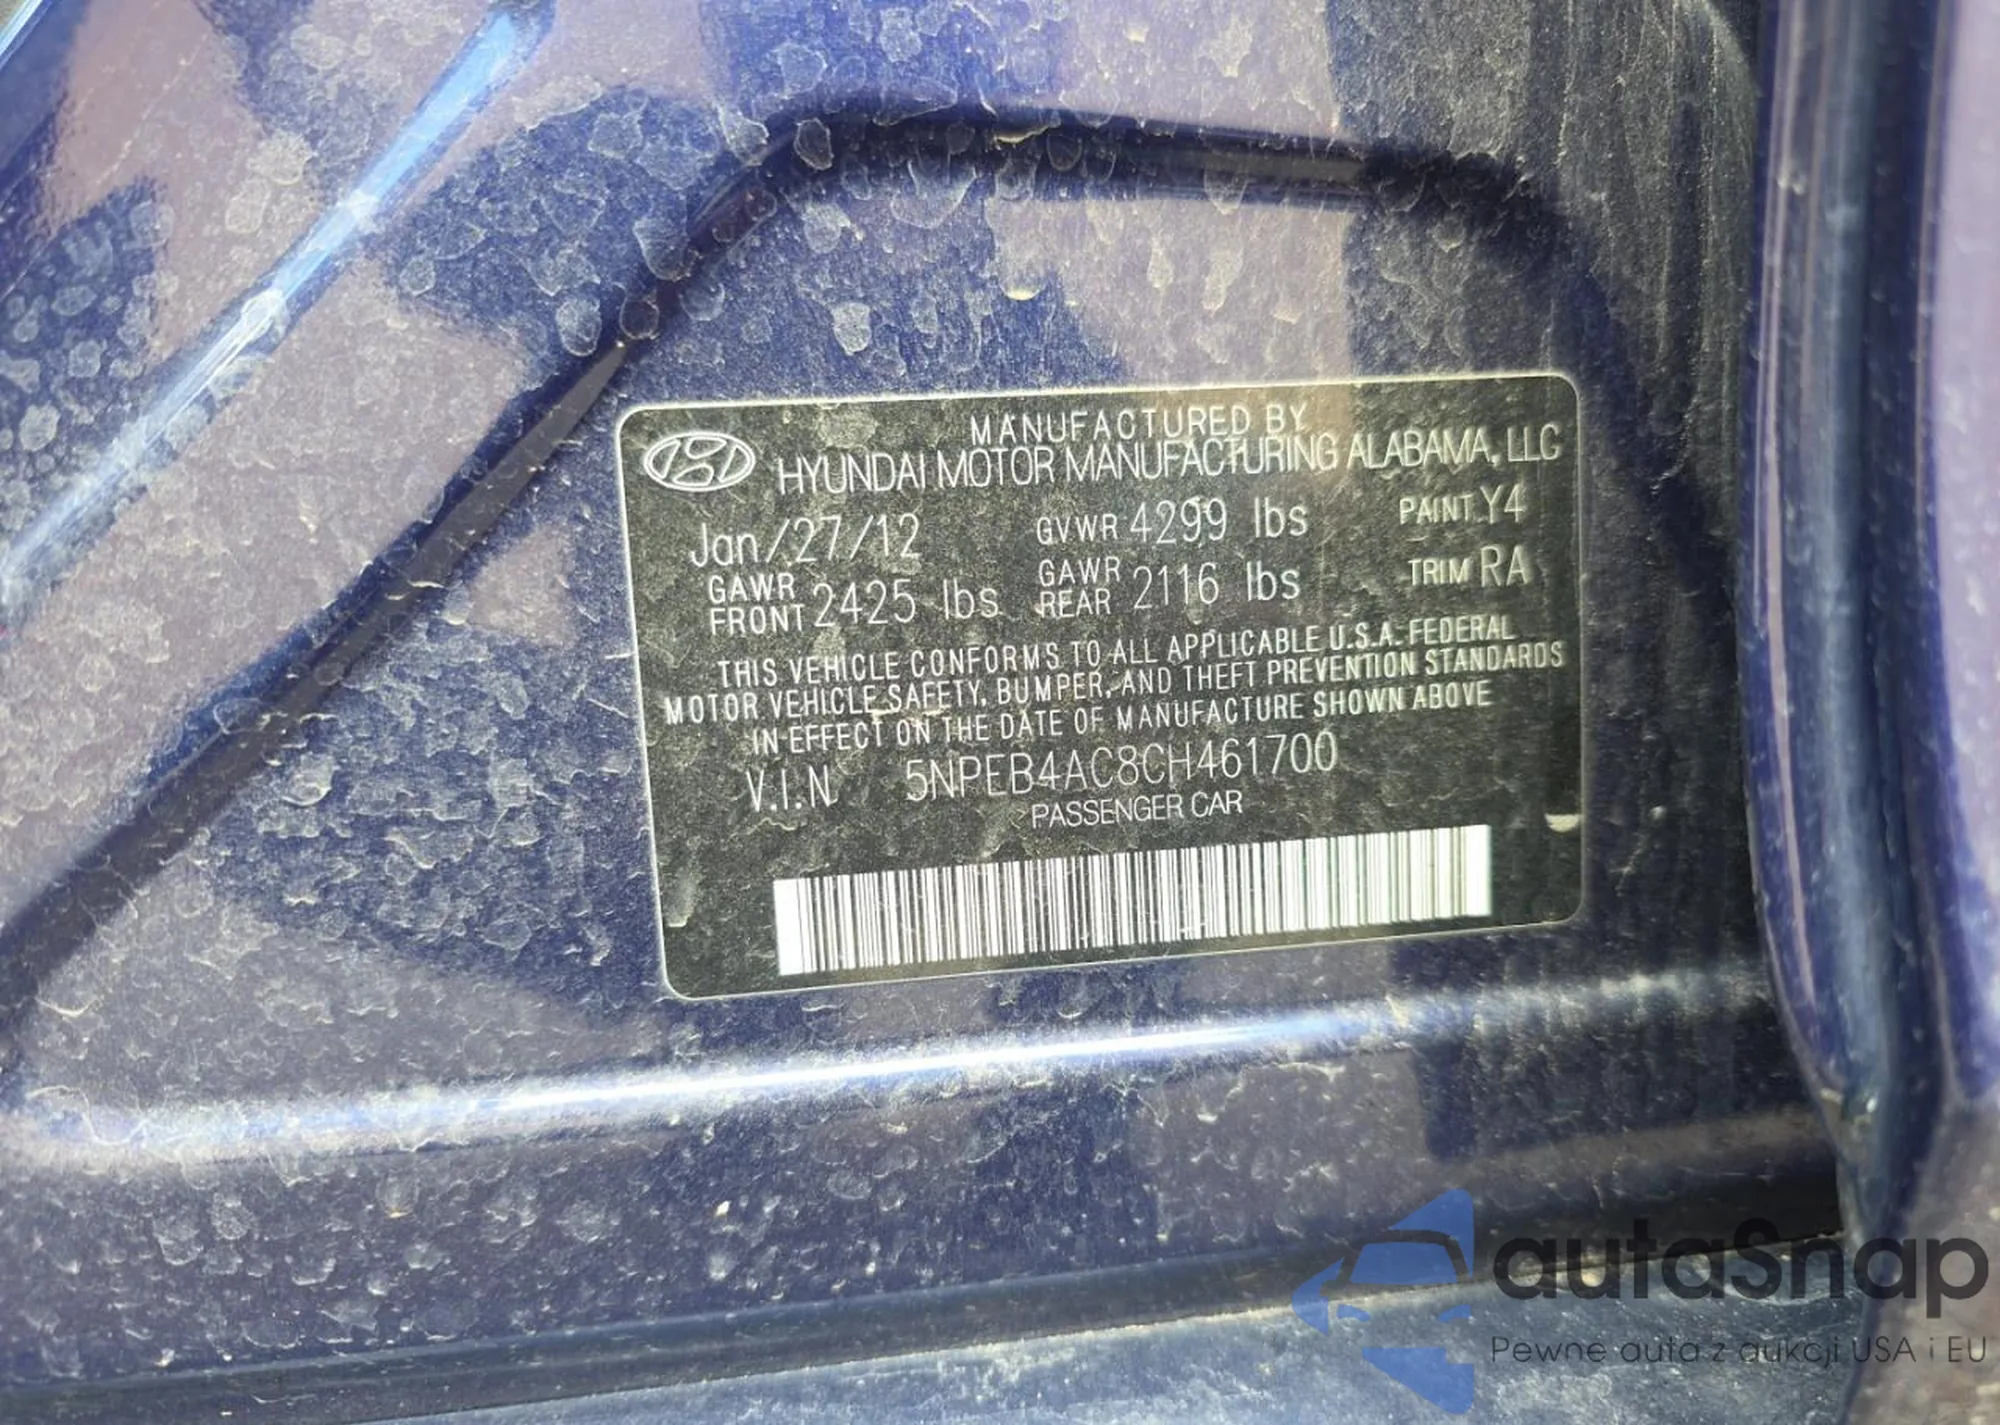 MANUFACTURED BY
HYUNDAI MOTOR MANUFACTURING ALABAMA, LLC
Jan/27/12 GVWR 4299 lbs PAINT Y4
GAWR FRONT 2425 lbs GAWR REAR 2116 lbs TRIM RA
THIS VEHICLE CONFORMS TO ALL APPLICABLE U.S.A. FEDERAL
MOTOR VEHICLE SAFETY, BUMPER, AND THEFT PREVENTION STANDARDS
IN EFFECT ON THE DATE OF MANUFACTURE SHOWN ABOVE
V.I.N 5NPEB4AC8CH461700
PASSENGER CAR
autaSnap
Pewne auta z aukcji USA i EU